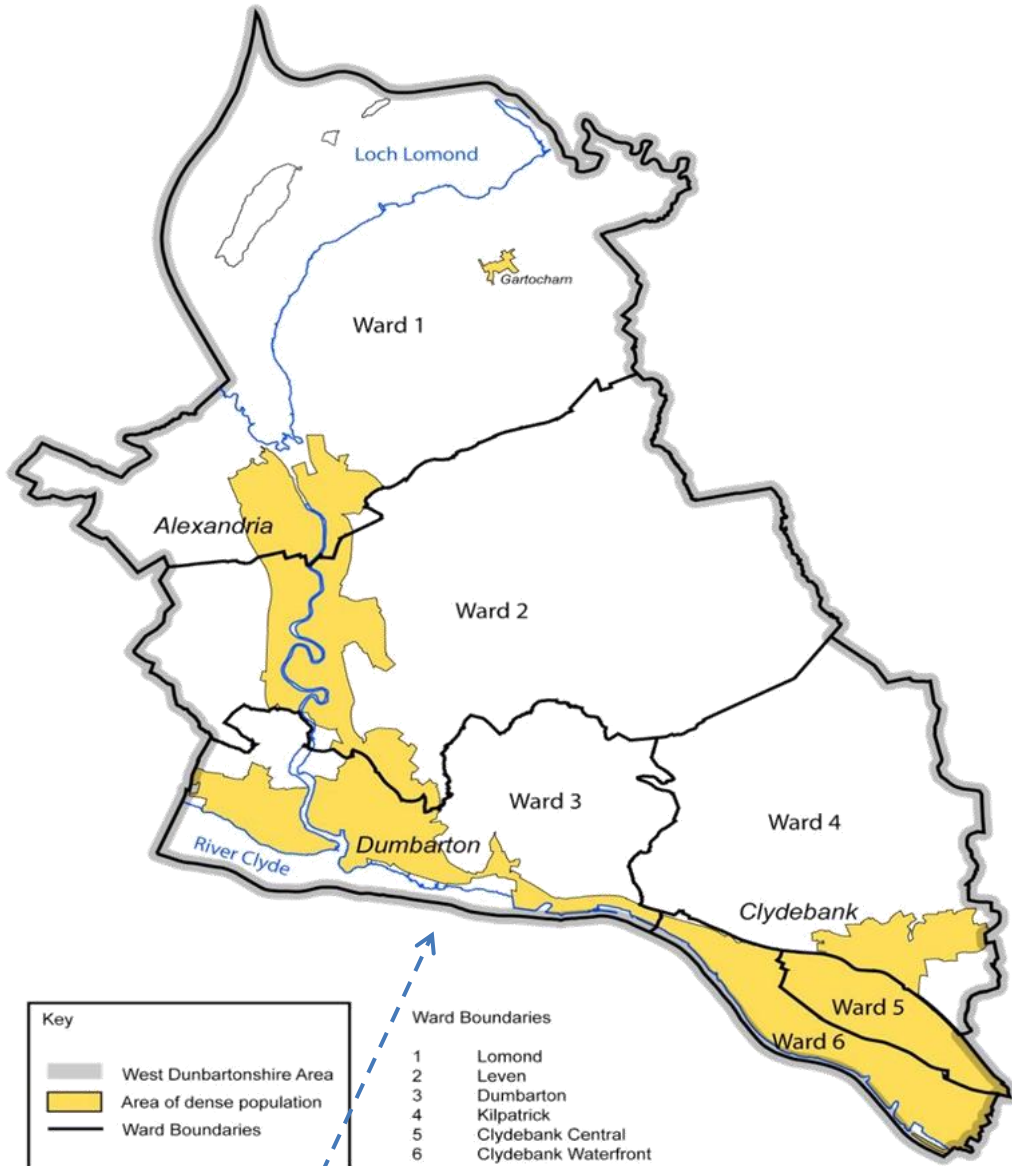 Loch Lomond
Gartocharn
Ward 1
Alexandria
Ward 2
Ward 3
Ward 4
River Clyde
Dumbarton
Clydebank
Ward 5
Ward 6
Key
West Dunbartonshire Area
Area of dense population
Ward Boundaries
Ward Boundaries
1 Lomond
2 Leven
3 Dumbarton
4 Kilpatrick
5 Clydebank Central
6 Clydebank Waterfront